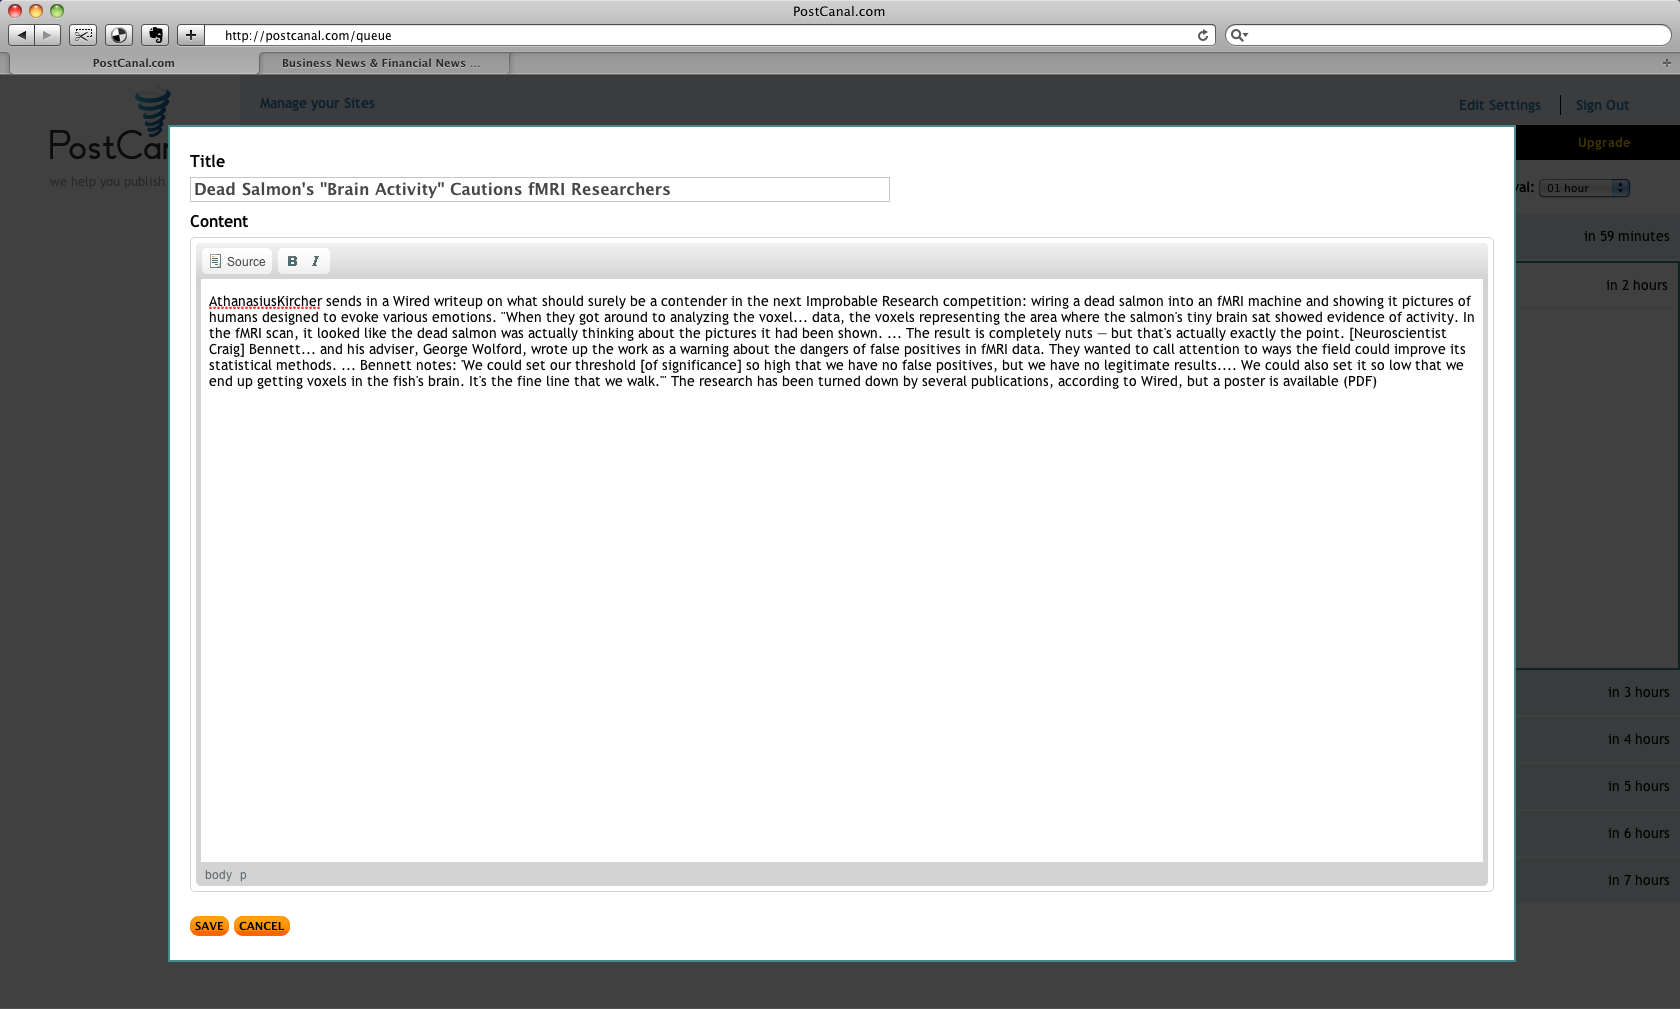 PostCanal.com
http://postcanal.com/queue
PostCanal.com
Business News & Financial News ...
Manage your Sites
Edit Settings
Sign Out
PostCa
we help you publish
Upgrade
01 hour
in 59 minutes
in 2 hours
in 3 hours
in 4 hours
in 5 hours
in 6 hours
in 7 hours
Title
Dead Salmon's "Brain Activity" Cautions fMRI Researchers
Content
Source
B I
AthanasiusKircher sends in a Wired writeup on what should surely be a contender in the next Improbable Research competition: wiring a dead salmon into an fMRI machine and showing it pictures of
humans designed to evoke various emotions. "When they got around to analyzing the voxel... data, the voxels representing the area where the salmon's tiny brain sat showed evidence of activity. In
the fMRI scan, it looked like the dead salmon was actually thinking about the pictures it had been shown. ... The result is completely nuts — but that's actually exactly the point. [Neuroscientist
Craig] Bennett... and his adviser, George Wolford, wrote up the work as a warning about the dangers of false positives in fMRI data. They wanted to call attention to ways the field could improve its
statistical methods. ... Bennett notes: 'We could set our threshold [of significance] so high that we have no false positives, but we have no legitimate results.... We could also set it so low that we
end up getting voxels in the fish's brain. It's the fine line that we walk.'" The research has been turned down by several publications, according to Wired, but a poster is available (PDF)
body p
SAVE
CANCEL